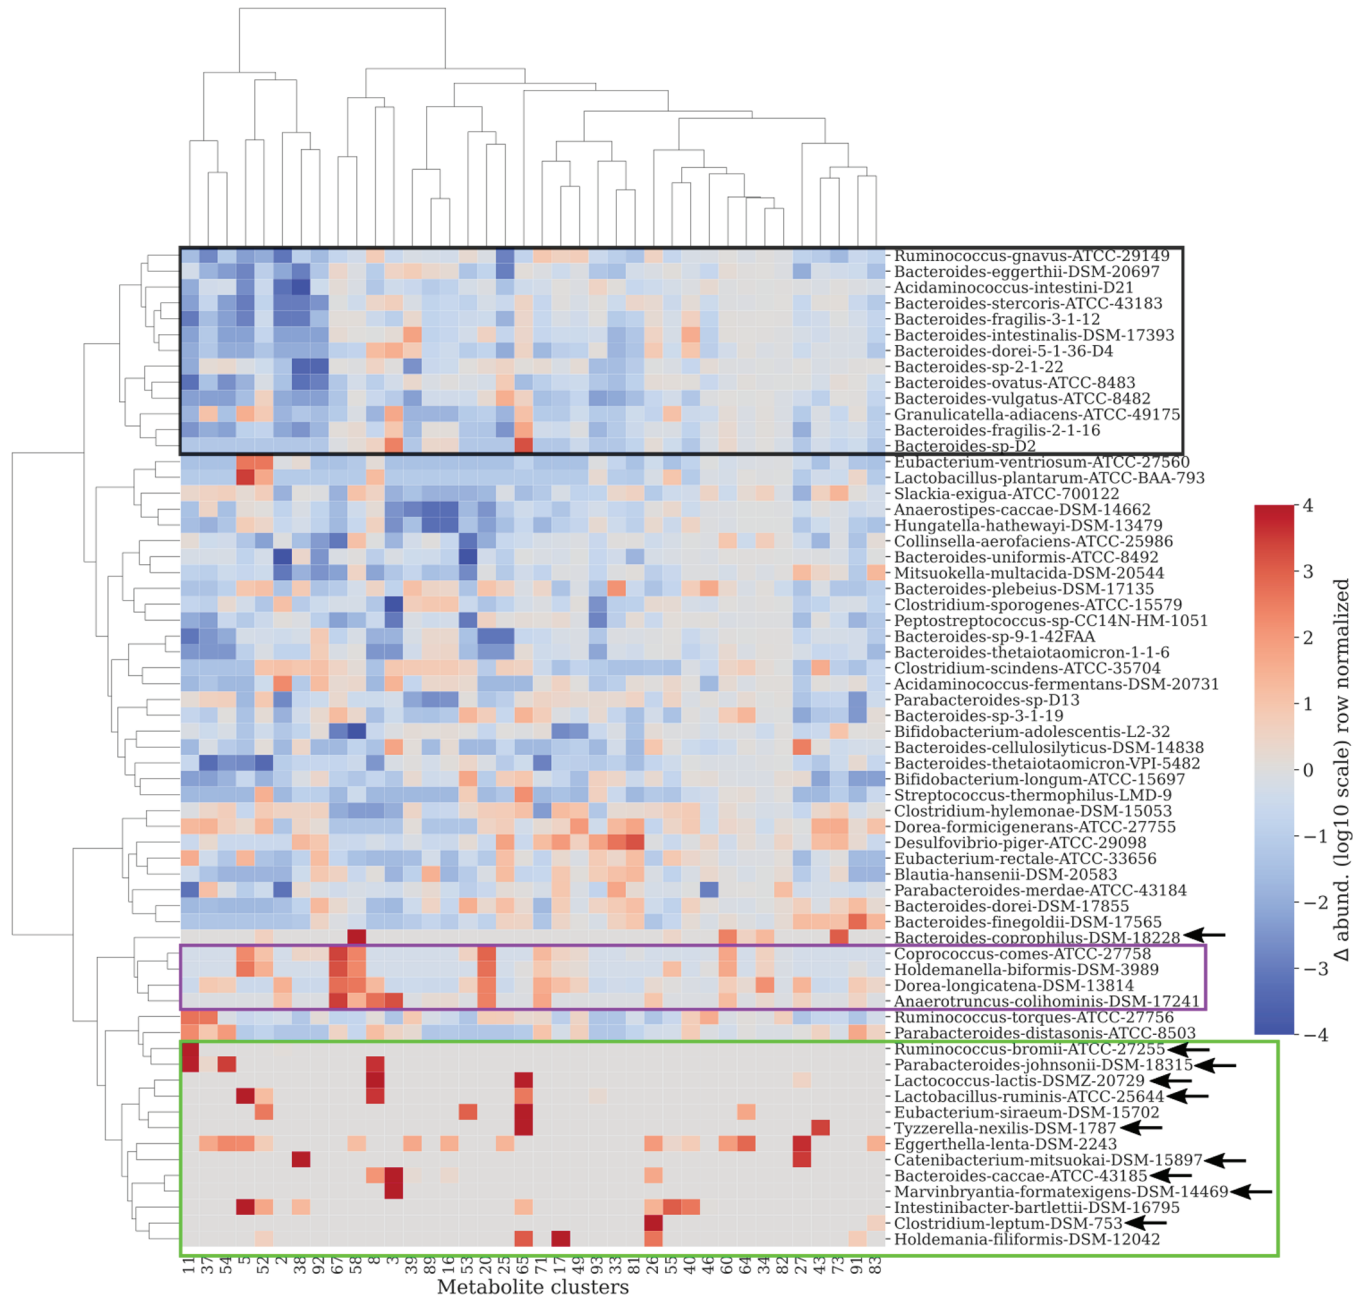 Ruminococcus-gnavus-ATCC-29149
Bacteroides-eggerthii-DSM-20697
Acidaminococcus-intestini-D21
Bacteroides-stercoris-ATCC-43183
Bacteroides-fragilis-3-1-12
Bacteroides-intestinalis-DSM-17393
Bacteroides-dorei-5-1-36-D4
Bacteroides-sp-2-1-22
Bacteroides-ovatus-ATCC-8483
Bacteroides-vulgatus-ATCC-8482
Granulicatella-adiacens-ATCC-49175
Bacteroides-fragilis-2-1-16
Bacteroides-sp-D2
Eubacterium-ventriosum-ATCC-27560
Lactobacillus-plantarum-ATCC-BAA-793
Slackia-exigua-ATCC-700122
Anaerostipes-caccae-DSM-14662
Hungatella-hathewayi-DSM-13479
Collinsella-aerofaciens-ATCC-25986
Bacteroides-uniformis-ATCC-8492
Mitsuokella-multacida-DSM-20544
Bacteroides-plebeius-DSM-17135
Clostridium-sporogenes-ATCC-15579
Peptostreptococcus-sp-CC14N-HM-1051
Bacteroides-sp-9-1-42FAA
Bacteroides-thetaiotaomicron-1-1-6
Clostridium-scindens-ATCC-35704
Acidaminococcus-fermentans-DSM-20731
Parabacteroides-sp-D13
Bacteroides-sp-3-1-19
Bifidobacterium-adolescentis-L2-32
Bacteroides-cellulosilyticus-DSM-14838
Bacteroides-thetaiotaomicron-VPI-5482
Bifidobacterium-longum-ATCC-15697
Streptococcus-thermophilus-LMD-9
Clostridium-hylemonae-DSM-15053
Dorea-formicigenerans-ATCC-27755
Desulfovibrio-piger-ATCC-29098
Eubacterium-rectale-ATCC-33656
Blautia-hansenii-DSM-20583
Parabacteroides-merdae-ATCC-43184
Bacteroides-dorei-DSM-17855
Bacteroides-finegoldii-DSM-17565
Bacteroides-coprophilus-DSM-18228
Coprococcus-comes-ATCC-27758
Holdemanella-biformis-DSM-3989
Dorea-longicatena-DSM-13814
Anaerotruncus-colihominis-DSM-17241
Ruminococcus-torques-ATCC-27756
Parabacteroides-distasonis-ATCC-8503
Ruminococcus-bromii-ATCC-27255
Parabacteroides-johnsonii-DSM-18315
Lactococcus-lactis-DSMZ-20729
Lactobacillus-ruminis-ATCC-25644
Eubacterium-siraeum-DSM-15702
Tyzzerella-nexilis-DSM-1787
Eggerthella-lenta-DSM-2243
Catenibacterium-mitsuokai-DSM-15897
Bacteroides-caccae-ATCC-43185
Marvinbryantia-formatexigens-DSM-14469
Intestinibacter-bartlettii-DSM-16795
Clostridium-leptum-DSM-753
Holdemania-filiformis-DSM-12042
11 37 54 5 52 2 38 92 67 58 8 3 39 89 16 53 20 25 65 71 17 49 93 33 81 26 55 40 46 60 64 34 82 27 43 73 91 83
Metabolite clusters
4
3
2
1
0
−1
−2
−3
−4
Δ abund. (log10 scale) row normalized